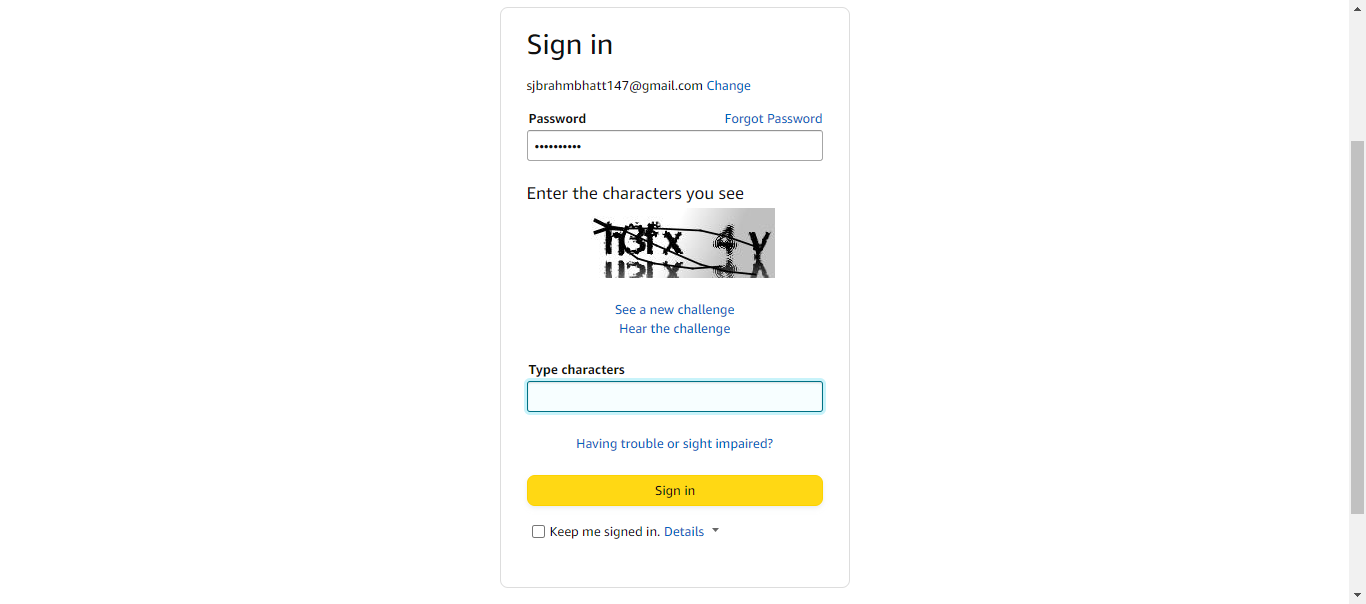 Sign in
sjbrahmbhatt147@gmail.com Change
Password Forgot Password
••••••••••
Enter the characters you see
See a new challenge
Hear the challenge
Type characters
Having trouble or sight impaired?
Sign in
Keep me signed in. Details